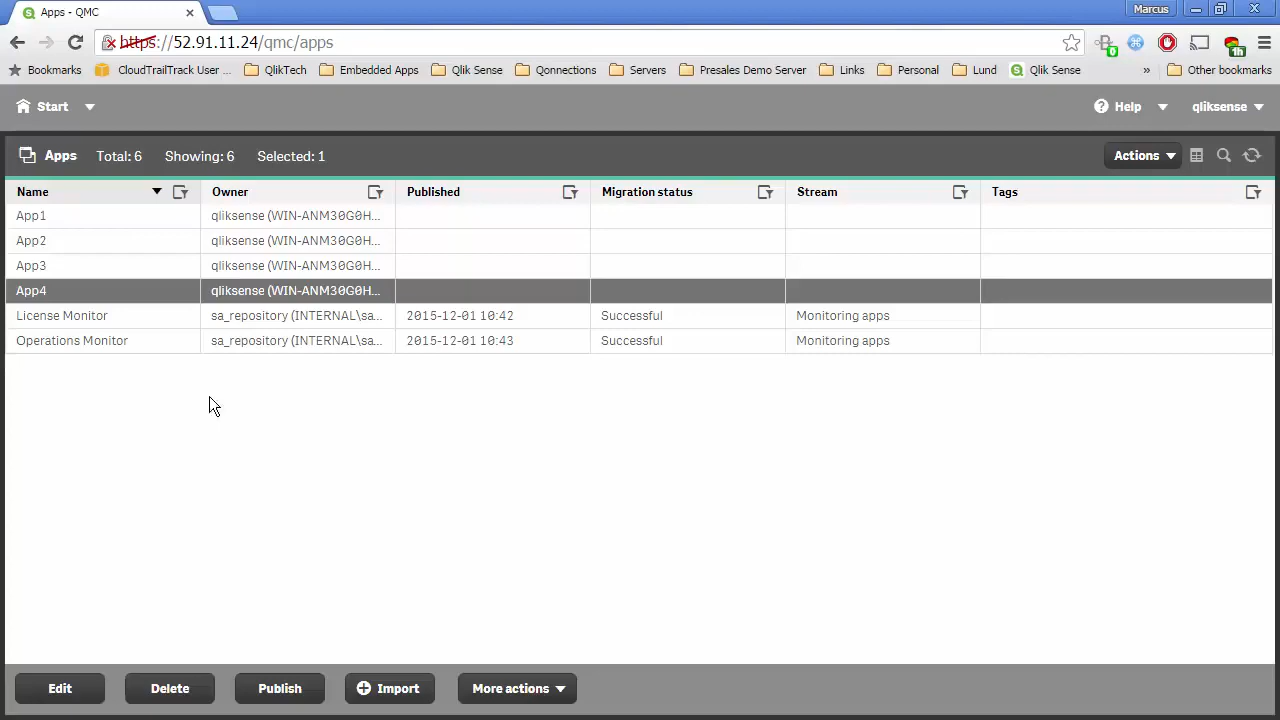 Apps - QMC
Marcus
https://52.91.11.24/qmc/apps
0
1h
Bookmarks
CloudTrailTrack User ...
QlikTech
Embedded Apps
Qlik Sense
Qonnections
Servers
Presales Demo Server
Links
Personal
Lund
Qlik Sense
»
Other bookmarks
Start
Help
qliksense
Apps
Total: 6
Showing: 6
Selected: 1
Actions
Name
Owner
Published
Migration status
Stream
Tags
App1
qliksense (WIN-ANM30G0H...
App2
qliksense (WIN-ANM30G0H...
App3
qliksense (WIN-ANM30G0H...
App4
qliksense (WIN-ANM30G0H...
License Monitor
sa_repository (INTERNAL\sa...
2015-12-01 10:42
Successful
Monitoring apps
Operations Monitor
sa_repository (INTERNAL\sa...
2015-12-01 10:43
Successful
Monitoring apps
Edit
Delete
Publish
Import
More actions